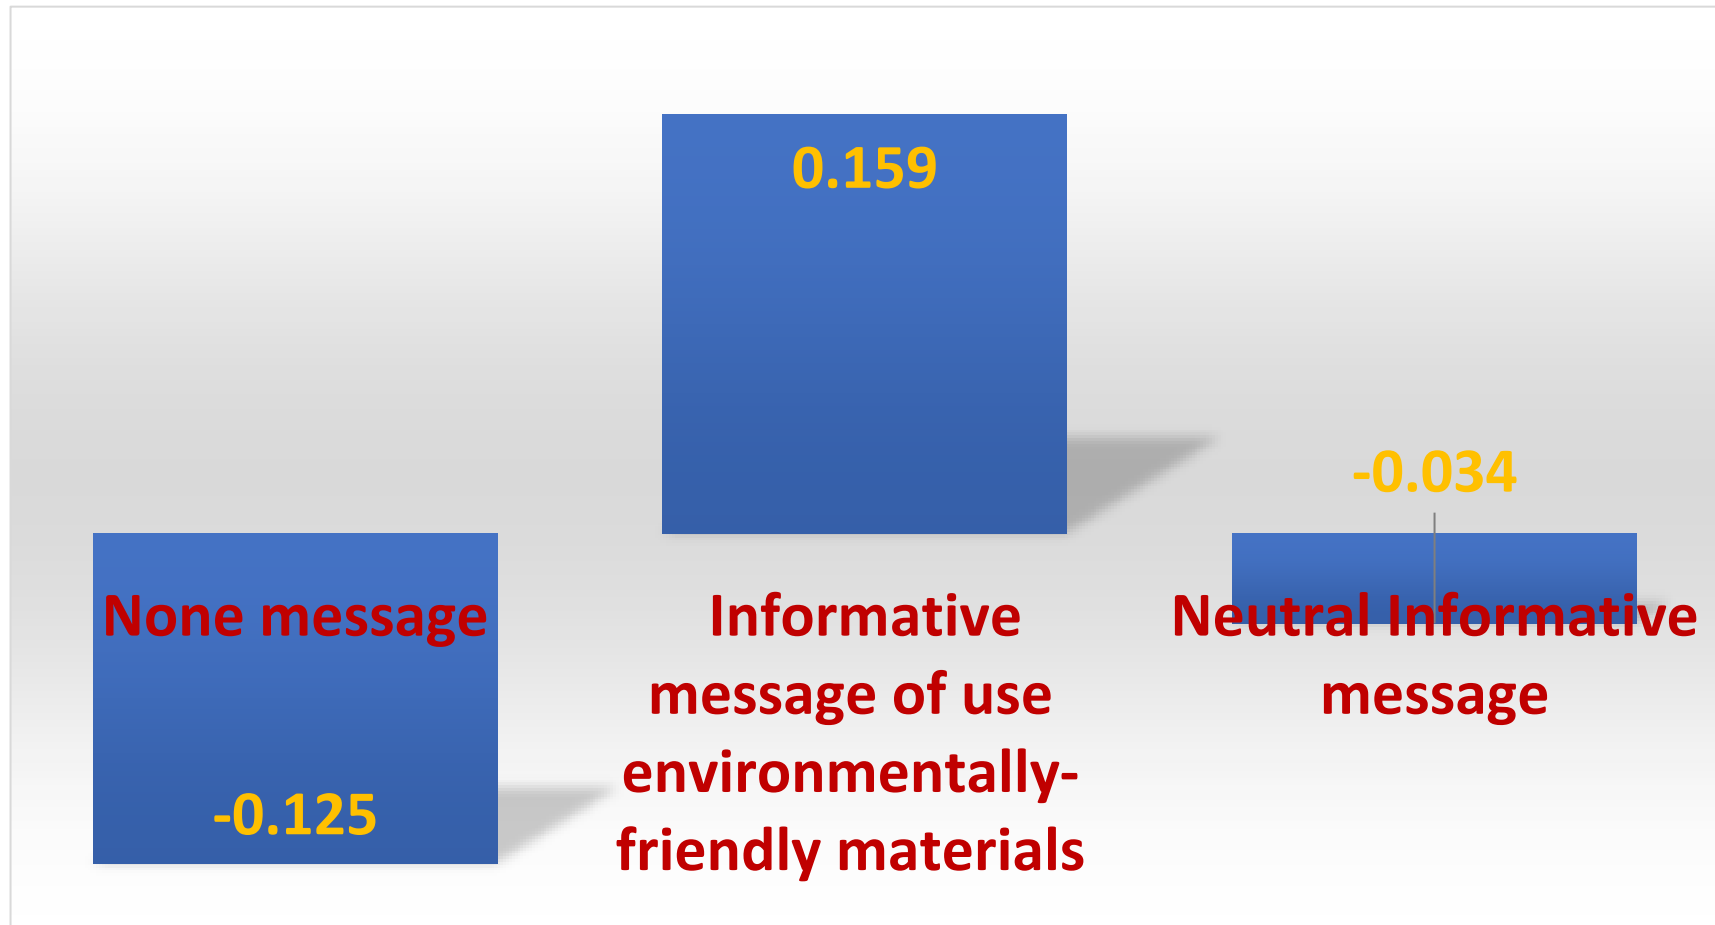 0.159
-0.034
None message
-0.125
Informative
message of use
environmentally-
friendly materials
Neutral Informative
message